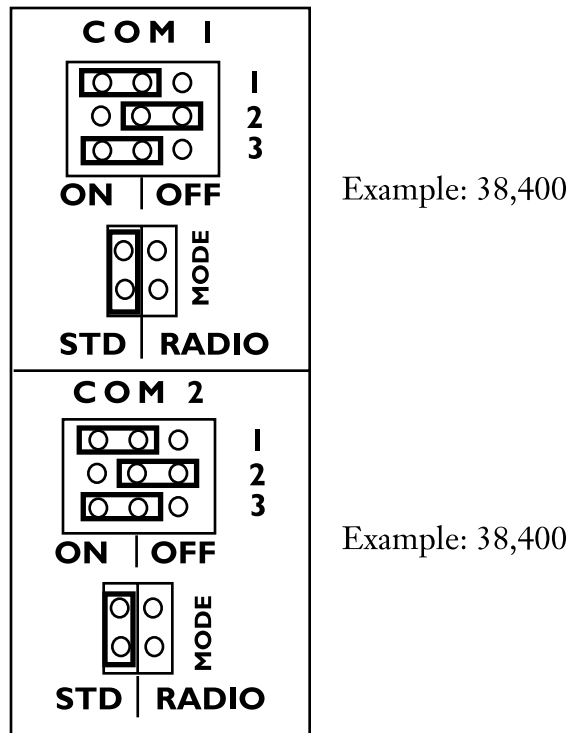 COM 1
1
2
3
ON OFF
Example: 38,400
MODE
STD RADIO
COM 2
1
2
3
ON OFF
Example: 38,400
MODE
STD RADIO